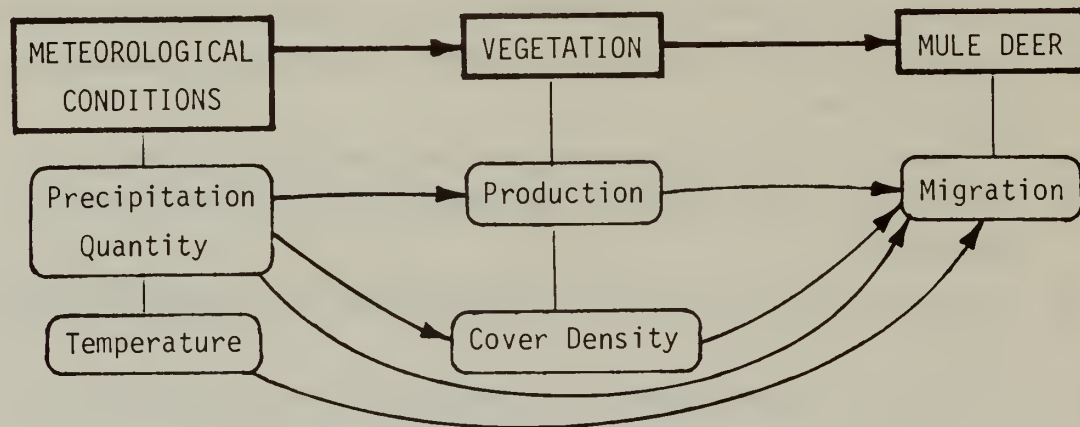 METEOROLOGICAL
CONDITIONS
VEGETATION
MULE DEER
Precipitation
Quantity
Production
Migration
Temperature
Cover Density